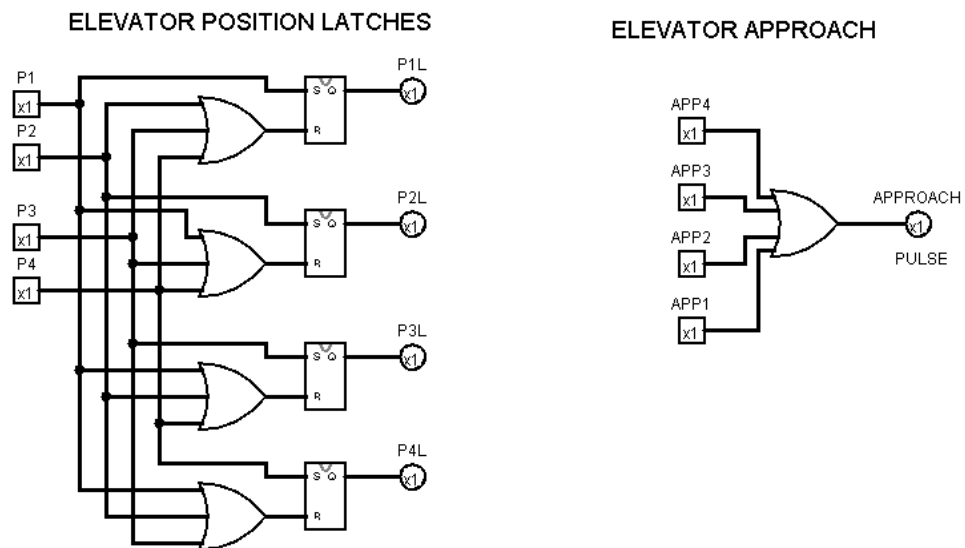 ELEVATOR POSITION LATCHES
P1
x1
P2
x1
P3
x1
P4
x1
S Q
R
P1L
x1
S Q
R
P2L
x1
S Q
R
P3L
x1
S Q
R
P4L
x1
ELEVATOR APPROACH
APP4
x1
APP3
x1
APP2
x1
APP1
x1
APPROACH
x1
PULSE